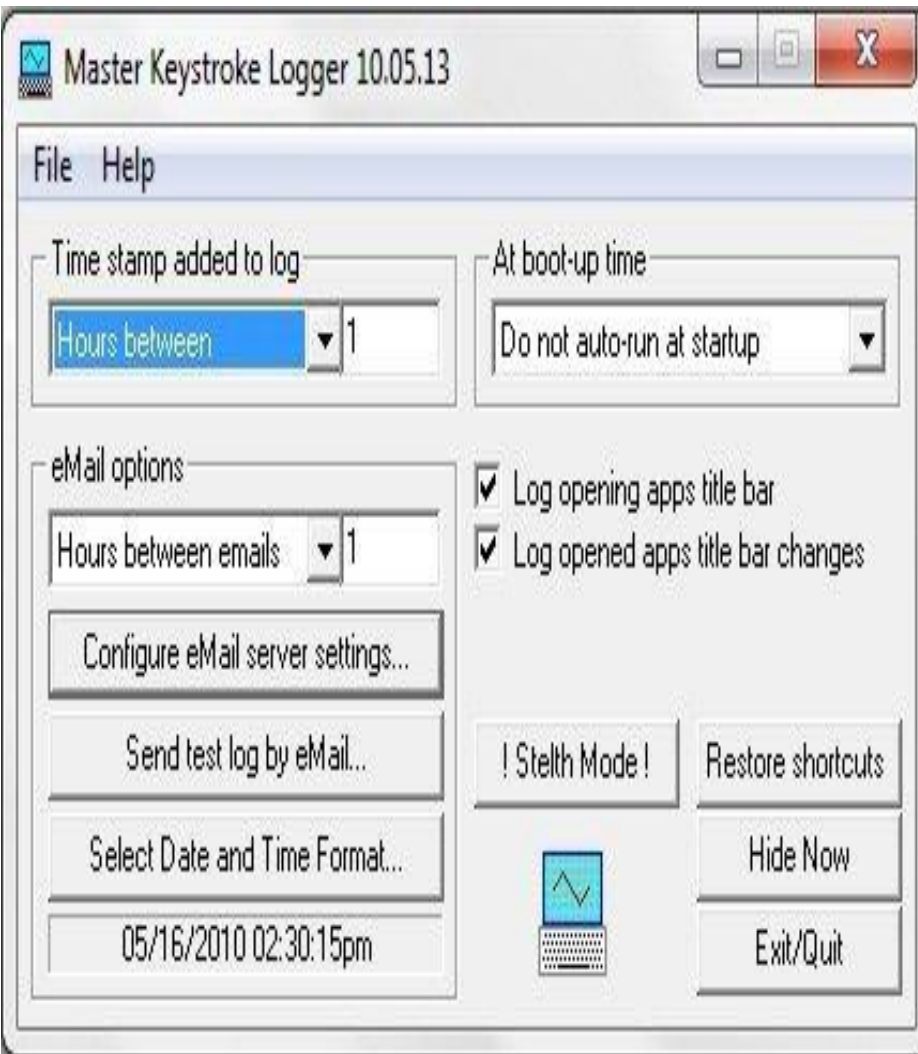 Master Keystroke Logger 10.05.13
File Help
Time stamp added to log
Hours between 1
At boot-up time
Do not auto-run at startup
eMail options
Hours between emails 1
Log opening apps title bar
Log opened apps title bar changes
Configure eMail server settings...
Send test log by eMail...
! Stelth Mode !
Restore shortcuts
Select Date and Time Format...
Hide Now
05/16/2010 02:30:15pm
Exit/Quit